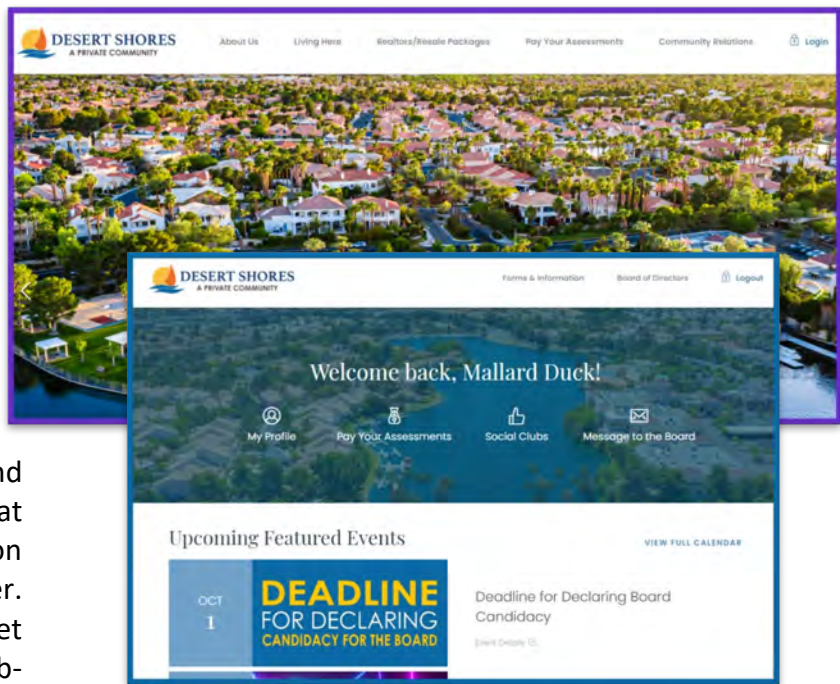 DESERT SHORES
A PRIVATE COMMUNITY
About Us Living Here Realtors/Resale Packages Pay Your Assessments Community Relations Login
DESERT SHORES
A PRIVATE COMMUNITY
Forms & Information Board of Directors Logout
Welcome back, Mallard Duck!
My Profile Pay Your Assessments Social Clubs Message to the Board
nd
at
on
er.
et
b-
Upcoming Featured Events VIEW FULL CALENDAR
OCT
1
DEADLINE
FOR DECLARING
CANDIDACY FOR THE BOARD
Deadline for Declaring Board
Candidacy
Event Details